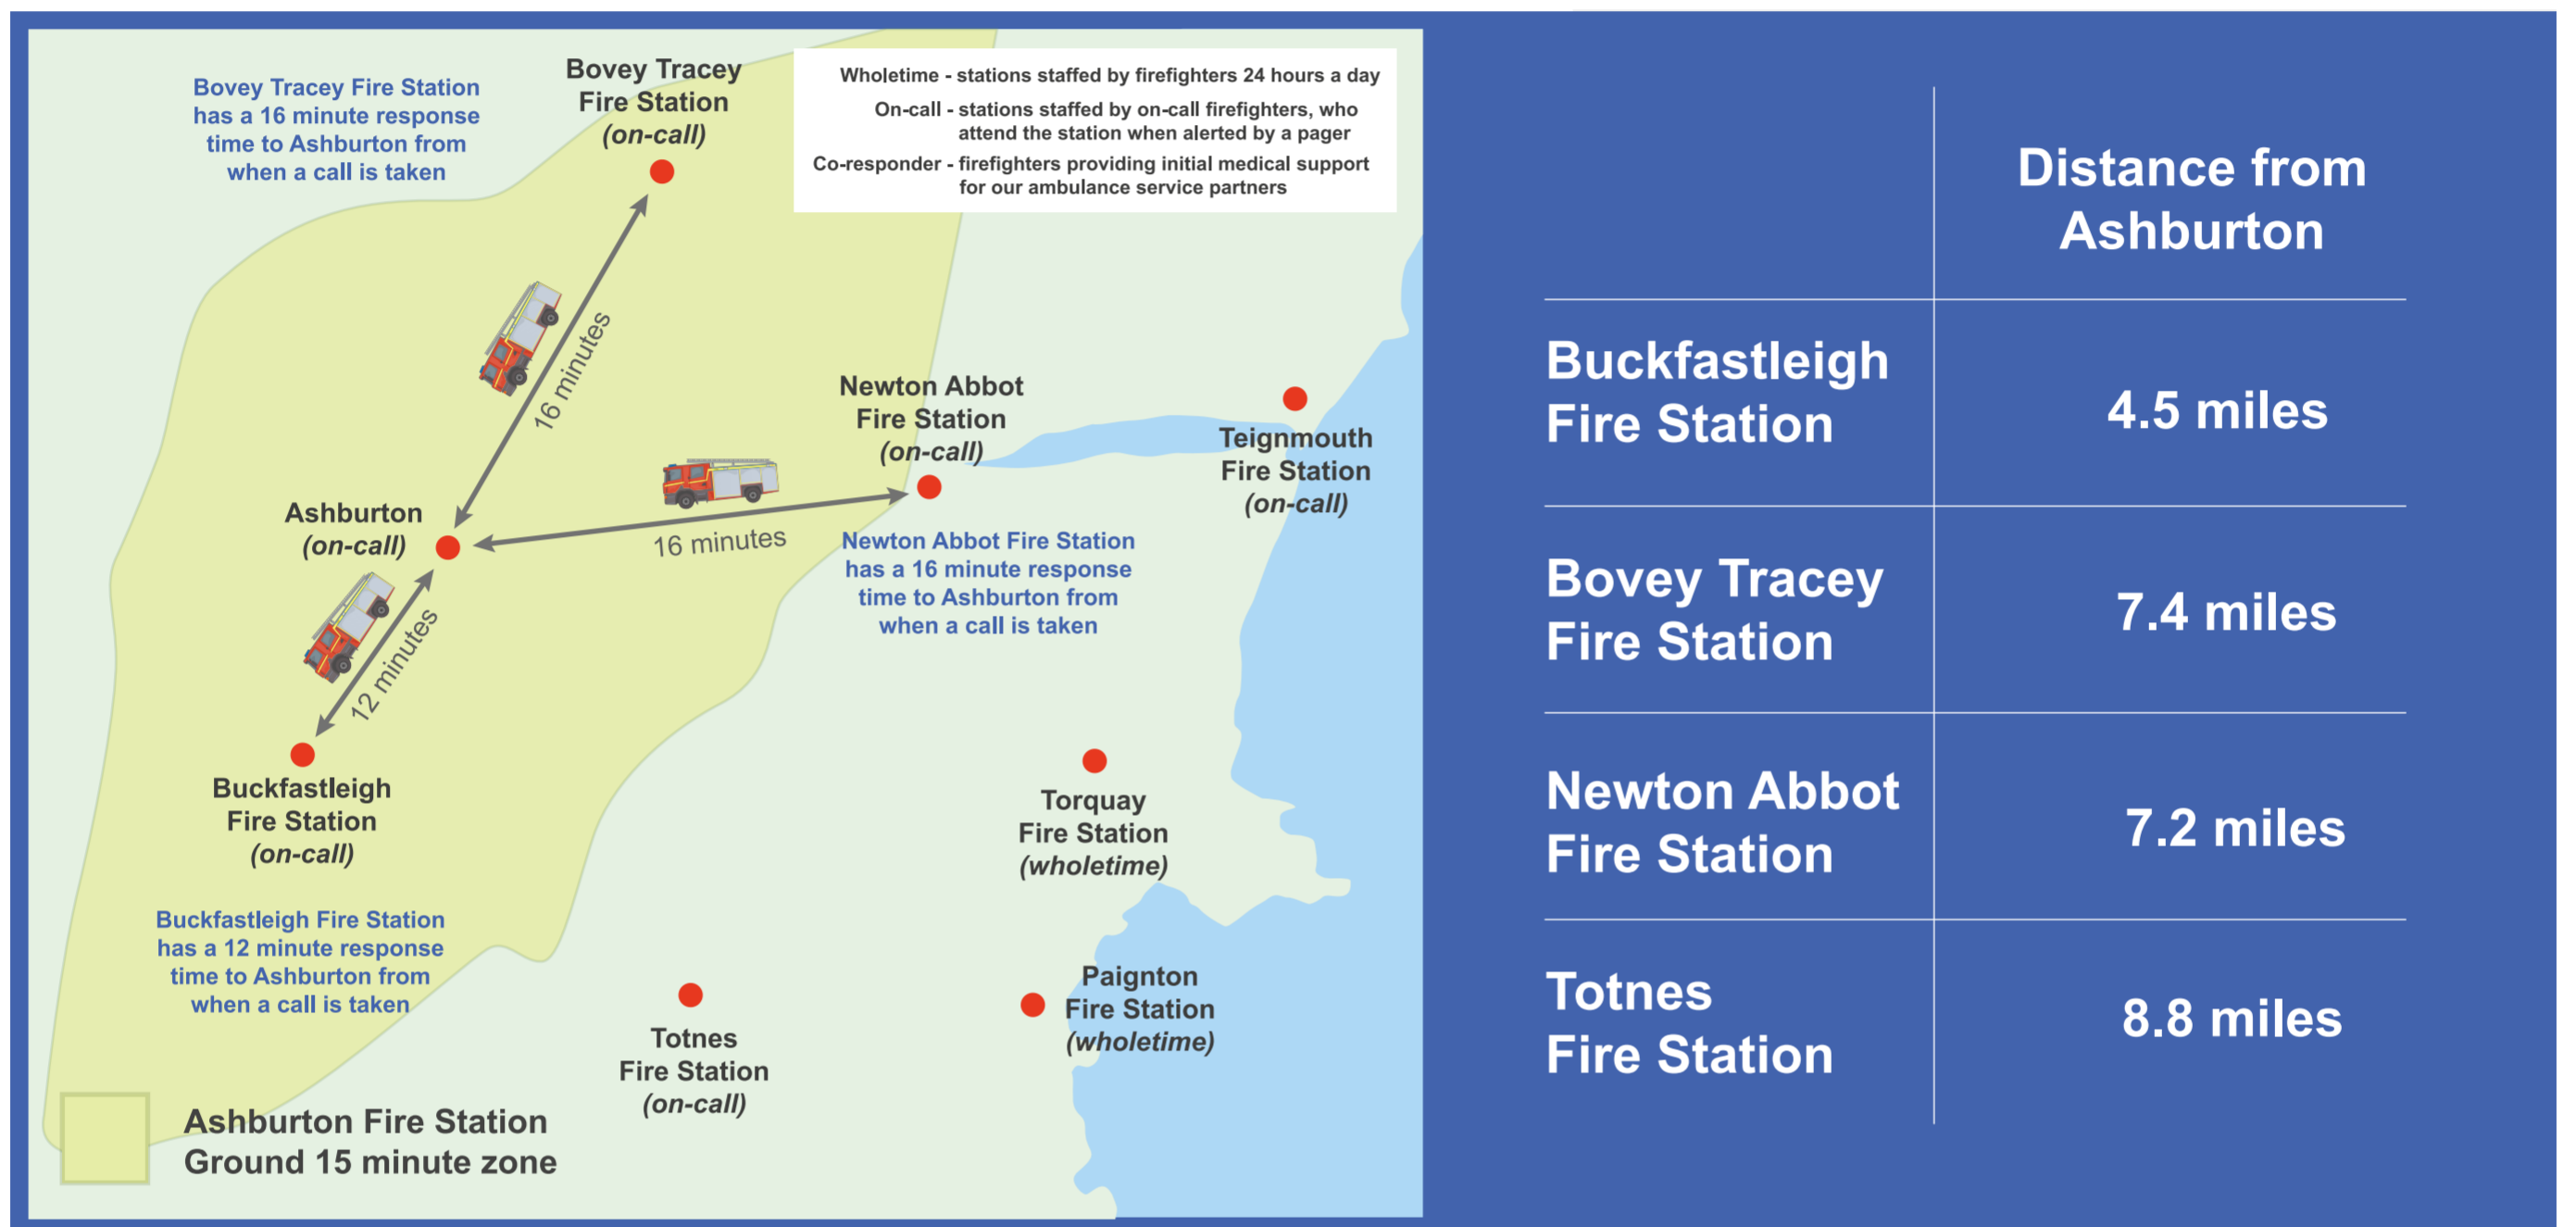 Bovey Tracey Fire Station
has a 16 minute response
time to Ashburton from
when a call is taken
Bovey Tracey
Fire Station
(on-call)
Wholetime - stations staffed by firefighters 24 hours a day
On-call - stations staffed by on-call firefighters, who
attend the station when alerted by a pager
Co-responder - firefighters providing initial medical support
for our ambulance service partners
16 minutes
Newton Abbot
Fire Station
(on-call)
Teignmouth
Fire Station
(on-call)
Ashburton
(on-call)
16 minutes
Newton Abbot Fire Station
has a 16 minute response
time to Ashburton from
when a call is taken
12 minutes
Buckfastleigh
Fire Station
(on-call)
Torquay
Fire Station
(wholetime)
Buckfastleigh Fire Station
has a 12 minute response
time to Ashburton from
when a call is taken
Paignton
Fire Station
(wholetime)
Totnes
Fire Station
(on-call)
Ashburton Fire Station
Ground 15 minute zone
Distance from
Ashburton
Buckfastleigh
Fire Station
4.5 miles
Bovey Tracey
Fire Station
7.4 miles
Newton Abbot
Fire Station
7.2 miles
Totnes
Fire Station
8.8 miles